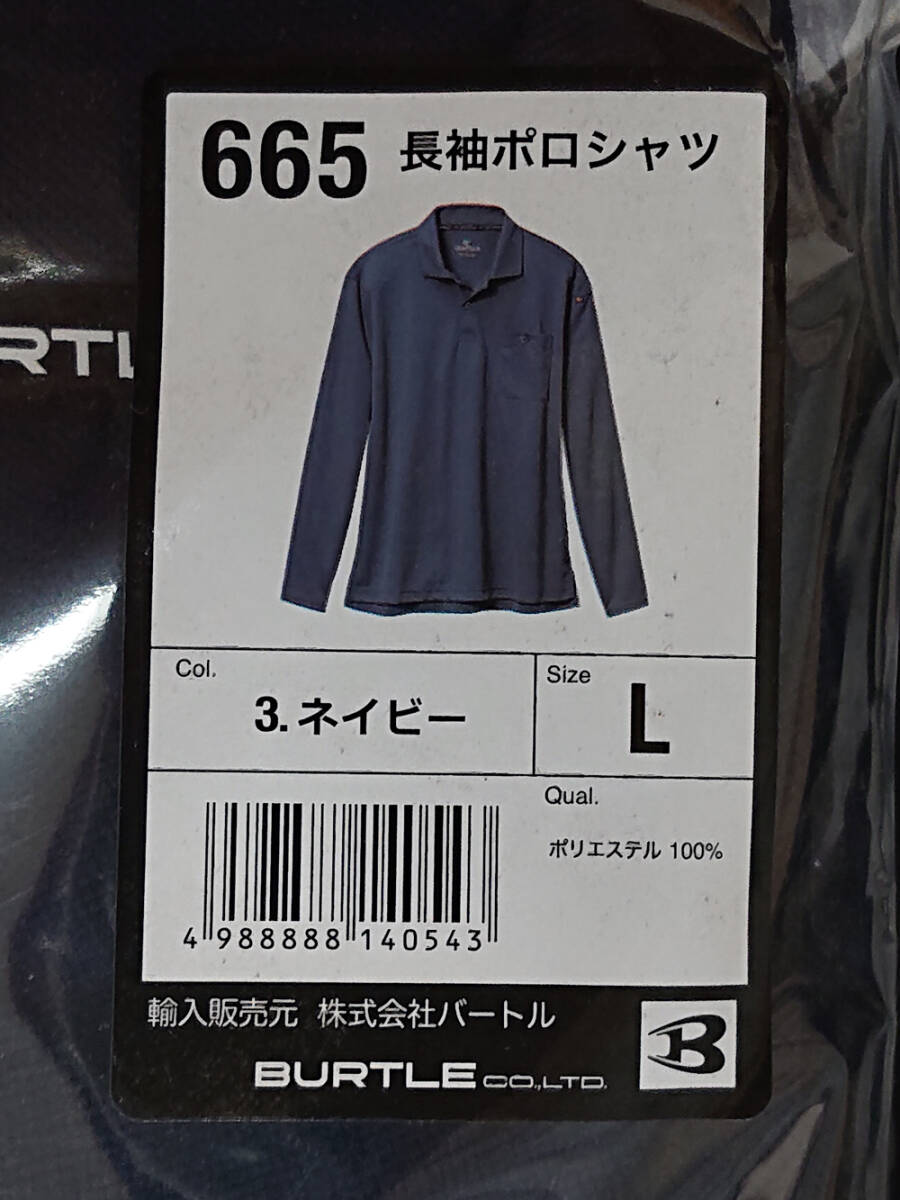 665 長袖ポロシャツ
Col.
3.ネイビー
Size
L
Qual.
ポリエステル 100%
4 988888 140543
輸入販売元 株式会社バートル
BURTLE CO.,LTD.